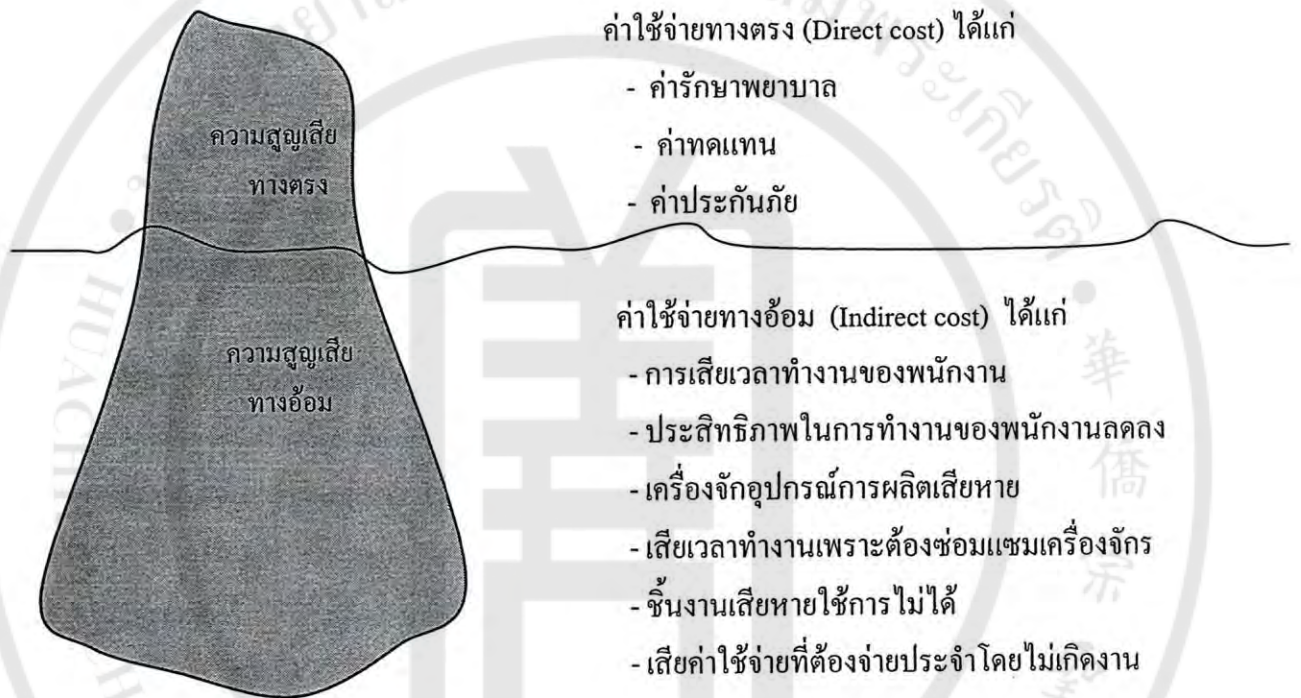 ความสูญเสีย
ทางตรง
ค่าใช้จ่ายทางตรง (Direct cost) ได้แก่
- ค่ารักษาพยาบาล
- ค่าทดแทน
- ค่าประกันภัย
ความสูญเสีย
ทางอ้อม
ค่าใช้จ่ายทางอ้อม (Indirect cost) ได้แก่
- การเสียเวลาทำงานของพนักงาน
- ประสิทธิภาพในการทำงานของพนักงานลดลง
- เครื่องจักอุปกรณ์การผลิตเสียหาย
- เสียเวลาทำงานเพราะต้องซ่อมแซมเครื่องจักร
- ชิ้นงานเสียหายใช้การไม่ได้
- เสียค่าใช้จ่ายที่ต้องจ่ายประจำโดยไม่เกิดงาน
華
僑
崇